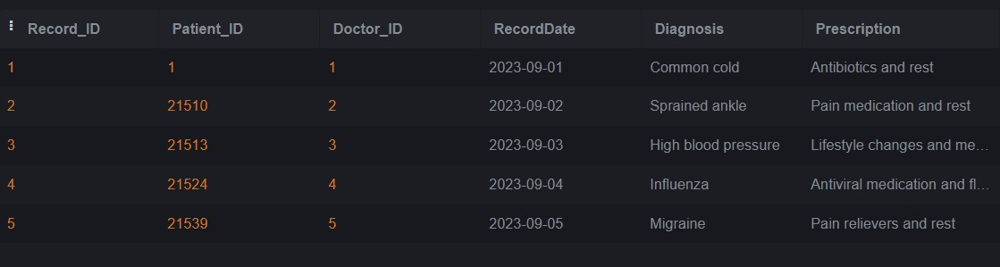 Record_ID Patient_ID Doctor_ID RecordDate Diagnosis Prescription
1 1 1 2023-09-01 Common cold Antibiotics and rest
2 21510 2 2023-09-02 Sprained ankle Pain medication and rest
3 21513 3 2023-09-03 High blood pressure Lifestyle changes and me...
4 21524 4 2023-09-04 Influenza Antiviral medication and fl...
5 21539 5 2023-09-05 Migraine Pain relievers and rest